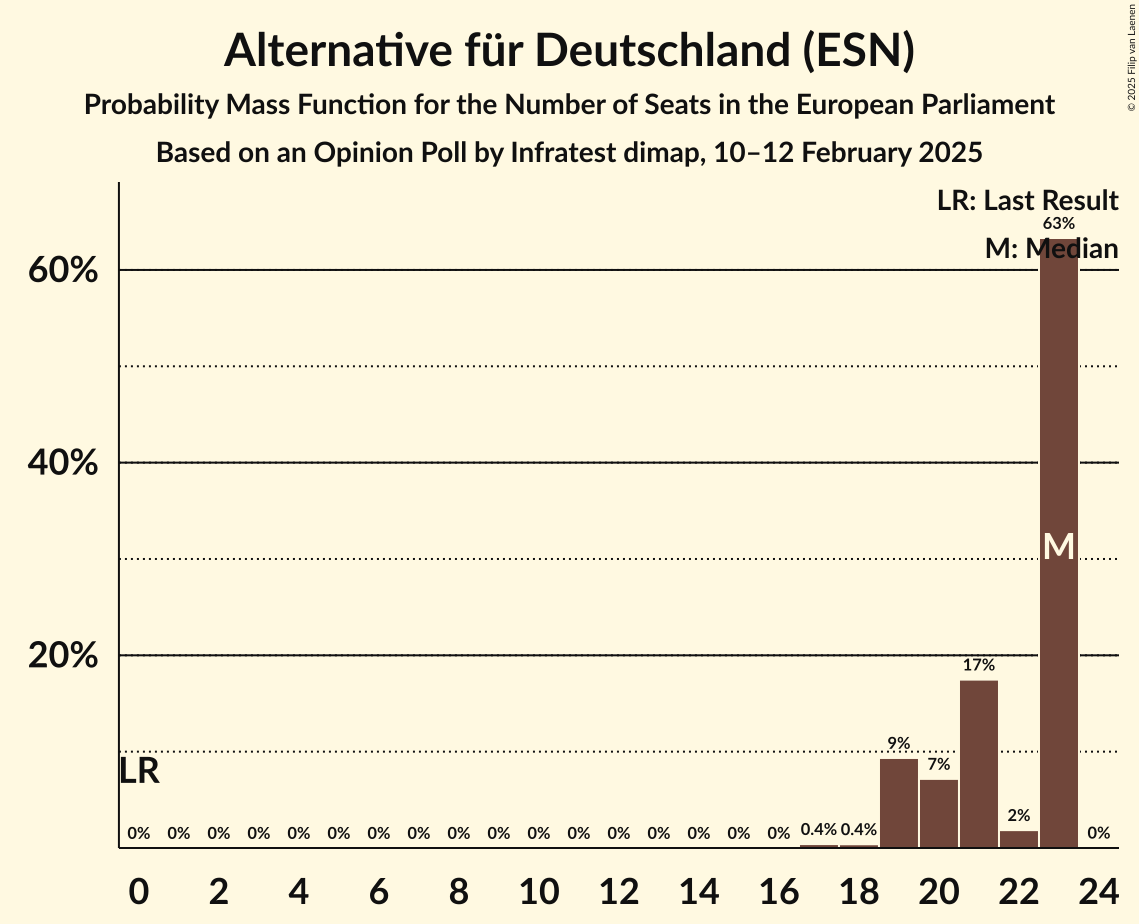 Alternative für Deutschland (ESN)
Probability Mass Function for the Number of Seats in the European Parliament
Based on an Opinion Poll by Infratest dimap, 10–12 February 2025
© 2025 Filip van Laenen
LR: Last Result
M: Median
60%
40%
20%
63%
M
17%
9%
7%
2%
LR
0% 0% 0% 0% 0% 0% 0% 0% 0% 0% 0% 0% 0% 0% 0% 0% 0% 0.4% 0.4% 0%
0 2 4 6 8 10 12 14 16 18 20 22 24